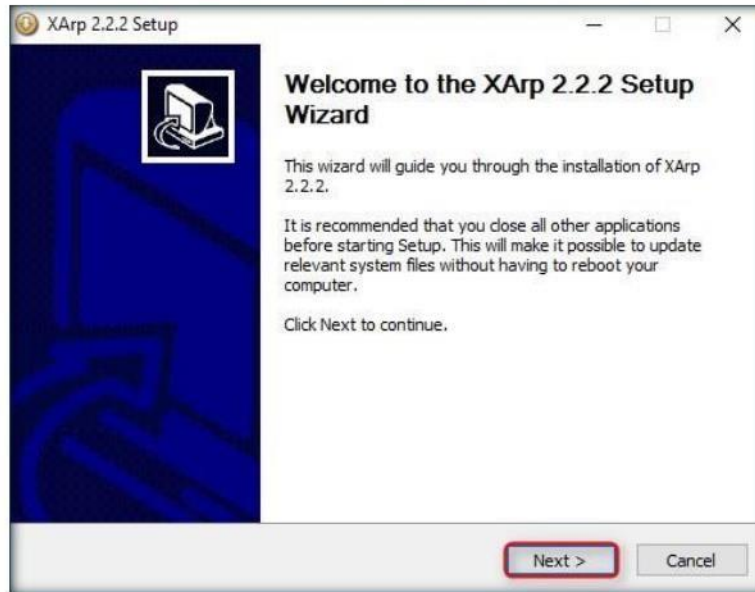 XArp 2.2.2 Setup
Welcome to the XArp 2.2.2 Setup
Wizard
This wizard will guide you through the installation of XArp
2.2.2.
It is recommended that you close all other applications
before starting Setup. This will make it possible to update
relevant system files without having to reboot your
computer.
Click Next to continue.
Next >
Cancel